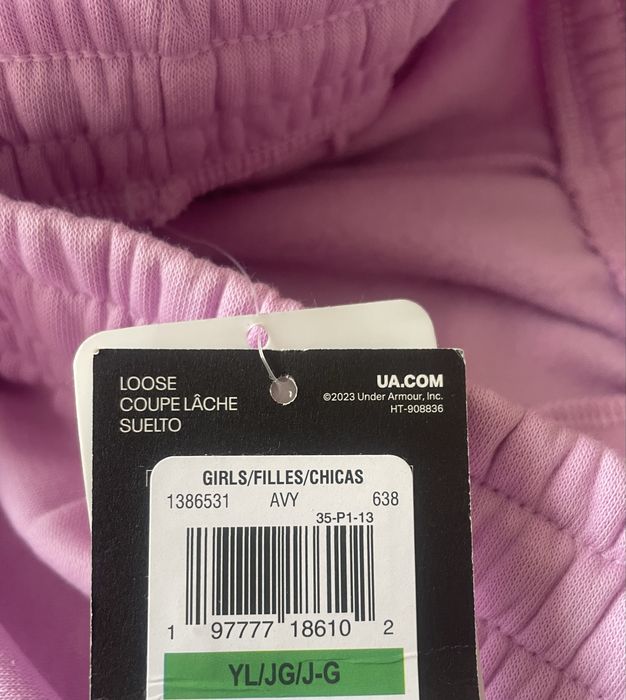 LOOSE
COUPE LÂCHE
SUELTO
UA.COM
©2023 Under Armour, Inc.
HT-908836
GIRLS/FILLES/CHICAS
1386531 AVY 638
35-P1-13
1 97777 18610 2
YL/JG/J-G